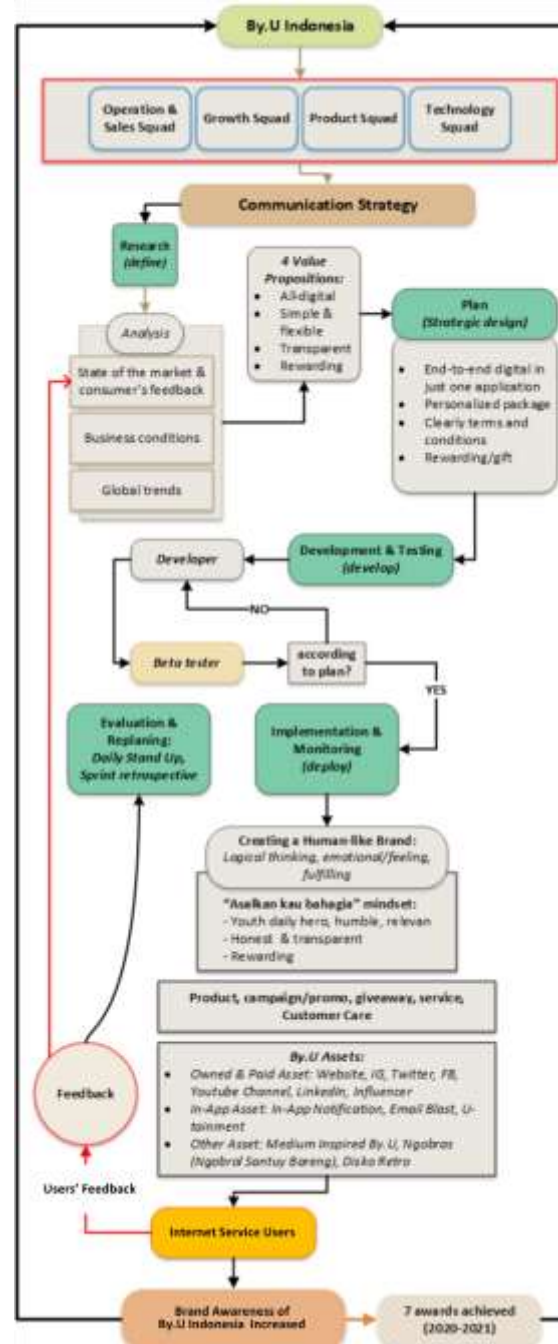 By.U Indonesia
Operation &
Sales Squad
Growth Squad
Product Squad
Technology
Squad
Communication Strategy
Research
(define)
Analysis
State of the market &
consumer's feedback
Business conditions
Global trends
4 Value
Propositions:
• All-digital
• Simple &
flexible
• Transparent
• Rewarding
Plan
(Strategic design)
• End-to-end digital in
just one application
• Personalized package
• Clearly terms and
conditions
• Rewarding/gift
Development & Testing
(develop)
Developer
NO
Beta tester
according
to plan?
YES
Evaluation &
Replaning:
Daily Stand Up,
Sprint retrospective
Implementation &
Monitoring
(deploy)
Creating a Human-like Brand:
Logical thinking, emotional/feeling,
fulfilling
"Asalkan kau bahagia" mindset:
- Youth daily hero, humble, relevan
- Honest & transparent
- Rewarding
Product, campaign/promo, giveaway, service,
Customer Care
By.U Assets:
• Owned & Paid Asset: Website, IG, Twitter, FB,
Youtube Channel, LinkedIn, Influencer
• In-App Asset: In-App Notification, Email Blast, U-
tainment
• Other Asset: Medium Inspired By.U, Ngobras
(Ngobrol Santuy Bareng), Disko Retro
Feedback
Users' Feedback
Internet Service Users
Brand Awareness of
By.U Indonesia Increased
7 awards achieved
(2020-2021)